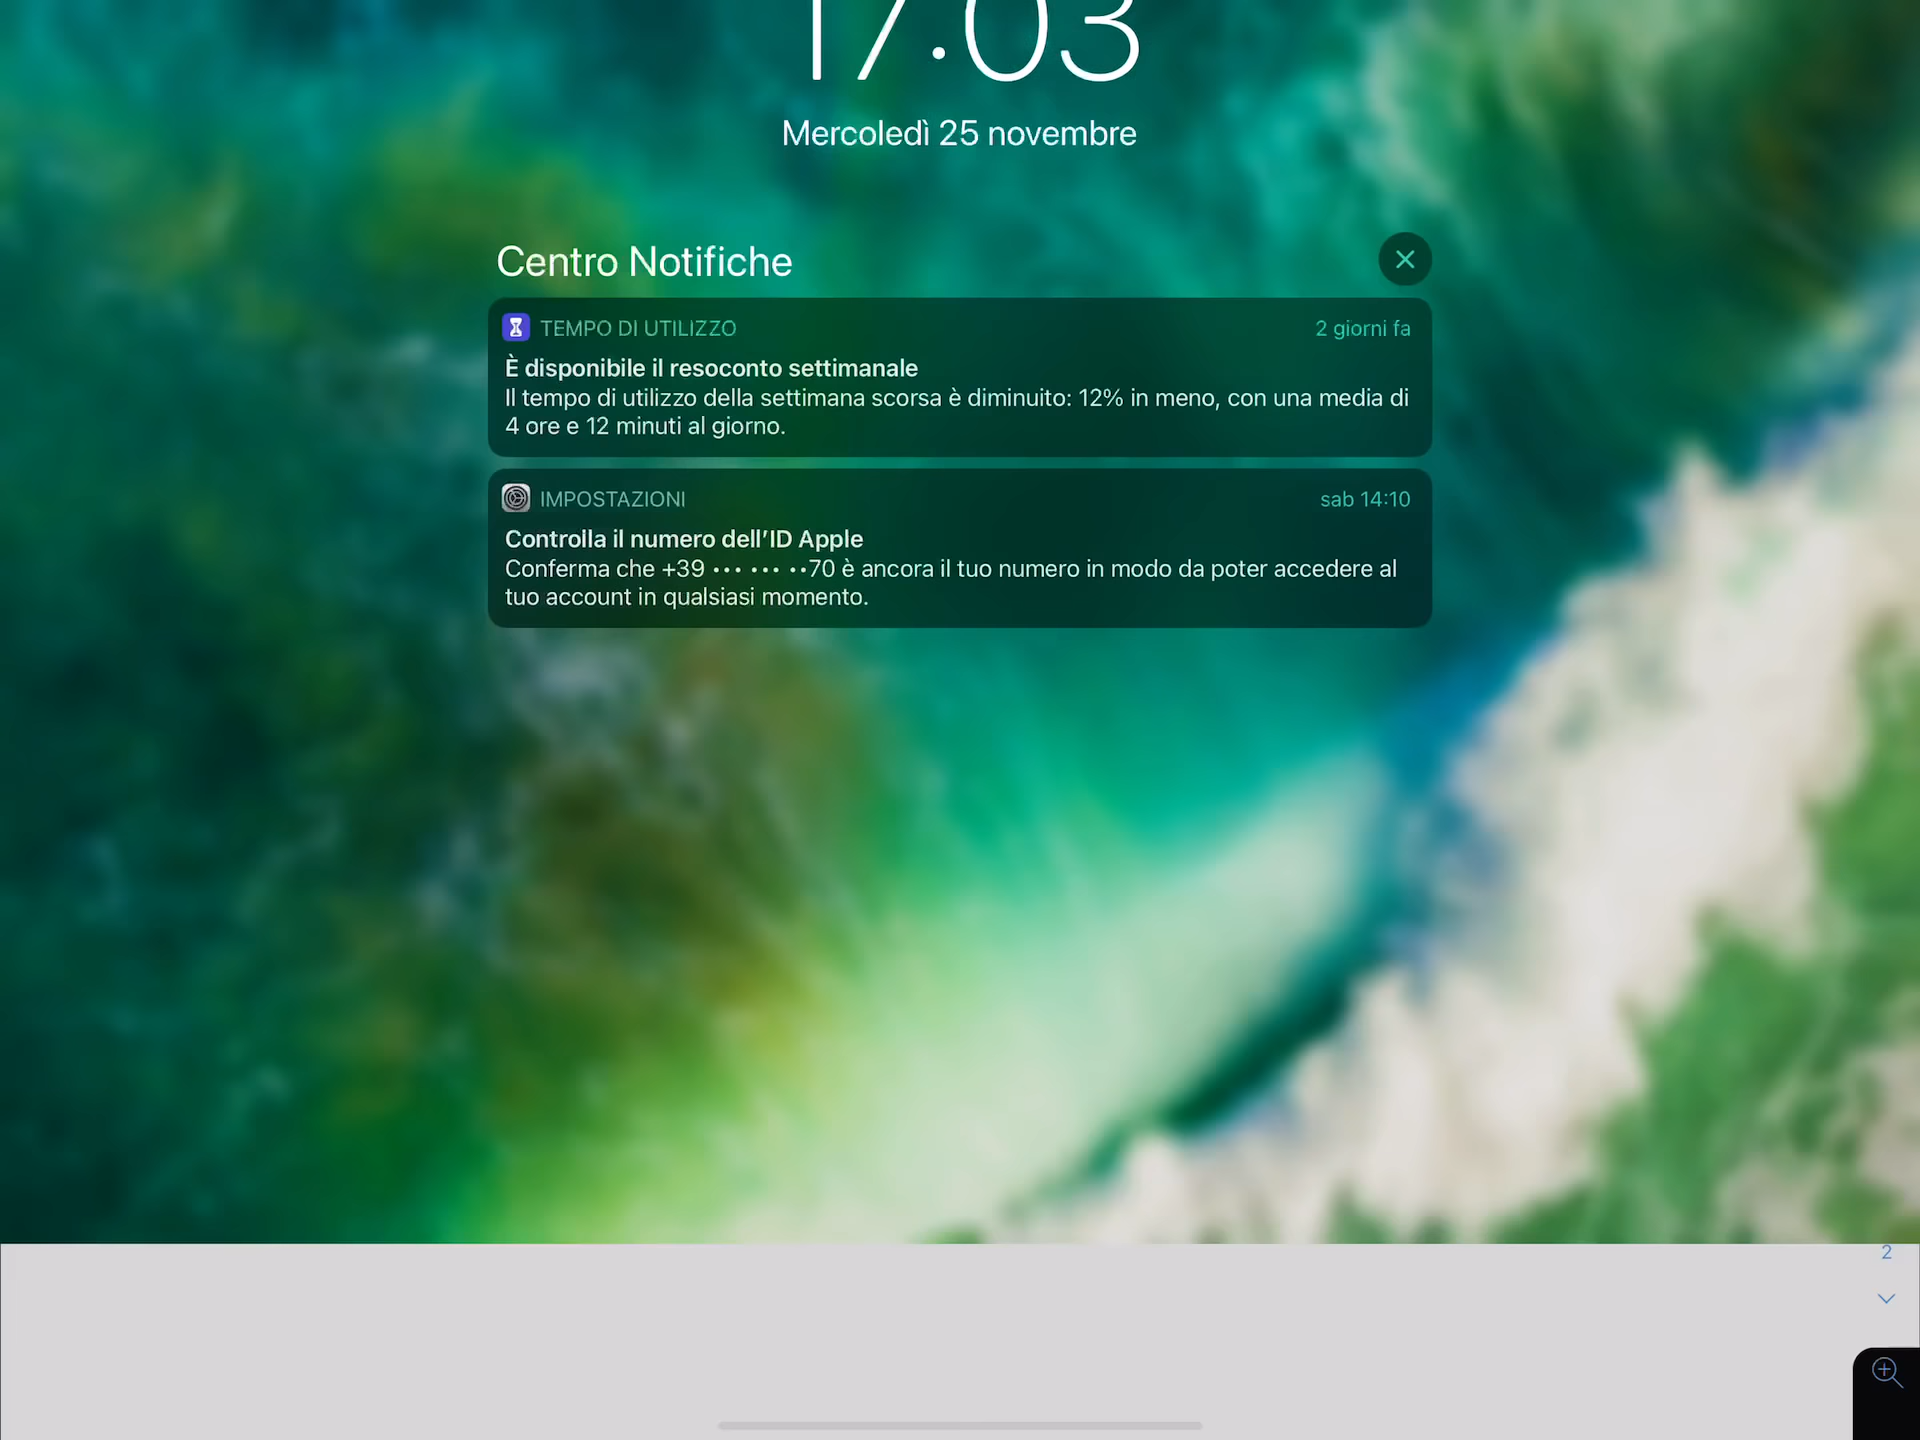 17:03
Mercoledì 25 novembre
Centro Notifiche
TEMPO DI UTILIZZO 2 giorni fa
È disponibile il resoconto settimanale
Il tempo di utilizzo della settimana scorsa è diminuito: 12% in meno, con una media di
4 ore e 12 minuti al giorno.
IMPOSTAZIONI sab 14:10
Controlla il numero dell’ID Apple
Conferma che +39 ••• ••• ••70 è ancora il tuo numero in modo da poter accedere al
tuo account in qualsiasi momento.
2